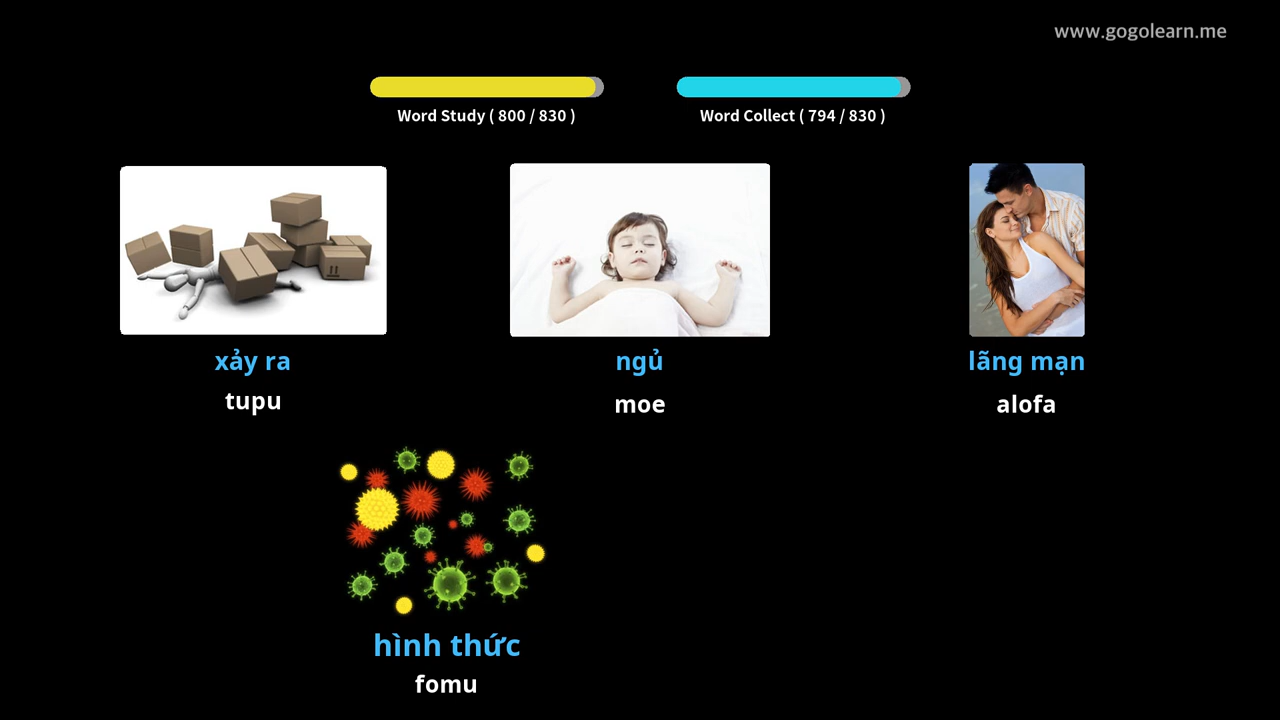 www.gogolearn.me
Word Study ( 800 / 830 )
Word Collect ( 794 / 830 )
xảy ra
tupu
ngủ
moe
lãng mạn
alofa
hình thức
fomu